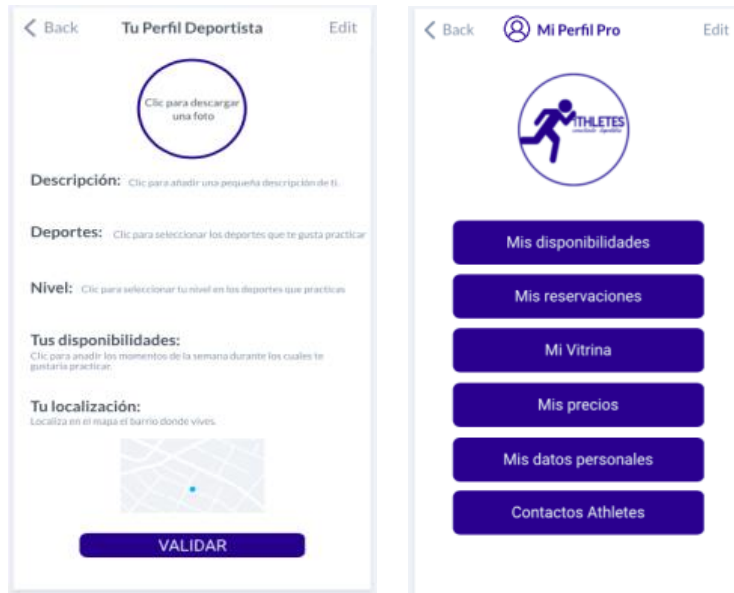 Back Tu Perfil Deportista Edit
Clic para descargar
una foto
Descripción: Clic para añadir una pequeña descripción de ti.
Deportes: Clic para seleccionar los deportes que te gusta practicar
Nivel: Clic para seleccionar tu nivel en los deportes que practicas
Tus disponibilidades:
Clic para anadir los momentos de la semana durante los cuales te
gustaria practicar.
Tu localización:
Localiza en el mapa el barrio donde vives.
VALIDAR
Back Mi Perfil Pro Edit
ATHLETES
Mis disponibilidades
Mis reservaciones
Mi Vitrina
Mis precios
Mis datos personales
Contactos Athletes